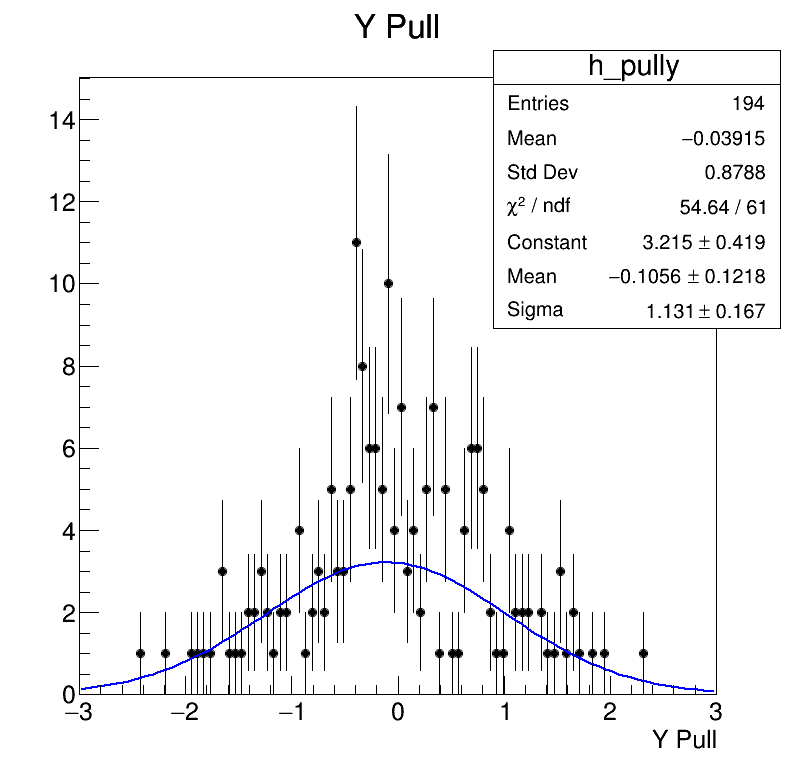 Y Pull
h_pully
Entries 194
Mean −0.03915
Std Dev 0.8788
χ² / ndf 54.64 / 61
Constant 3.215 ± 0.419
Mean −0.1056 ± 0.1218
Sigma 1.131 ± 0.167
14
12
10
8
6
4
2
0
−3 −2 −1 0 1 2 3
Y Pull